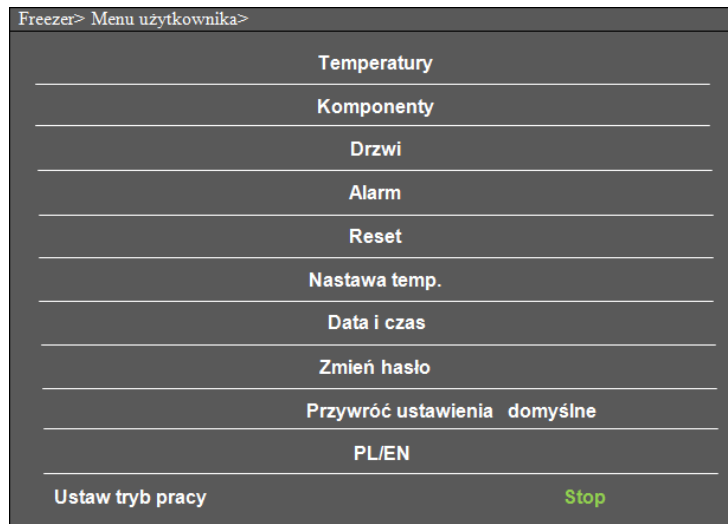 Freezer> Menu użytkownika>
Temperatury
Komponenty
Drzwi
Alarm
Reset
Nastawa temp.
Data i czas
Zmień hasło
Przywróć ustawienia domyślne
PL/EN
Ustaw tryb pracy Stop